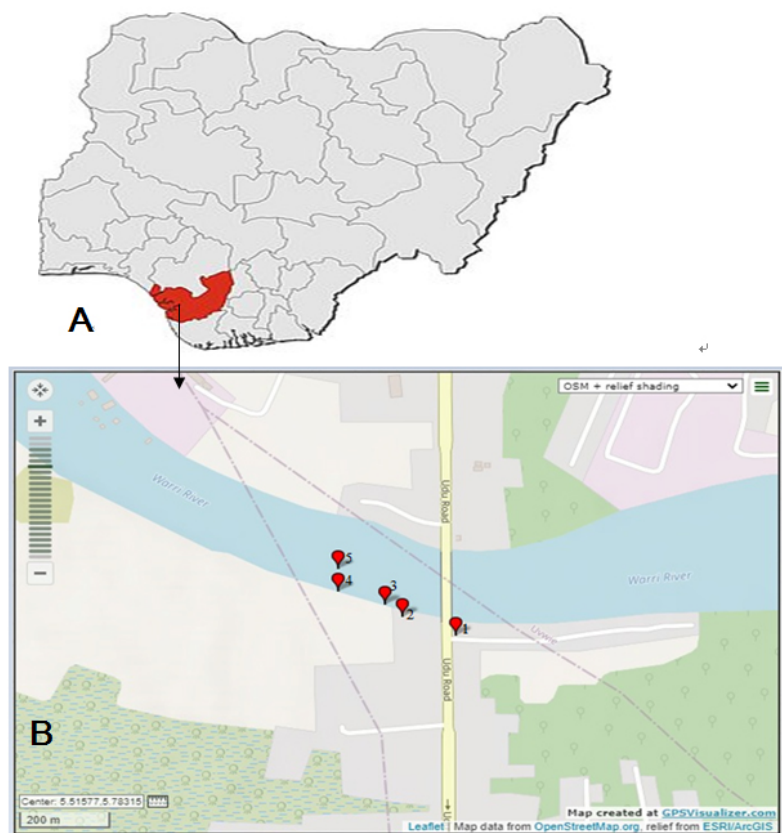 A
OSM + relief shading
Warri River
Udu Road
5
4
3
2
1
Warri River
Uvwie
Udu Road
B
Center: 5.51577,5.78315
200 m
Map created at GPSVisualizer.com
Leaflet | Map data from OpenStreetMap.org, relief from ESRI/ArcGIS